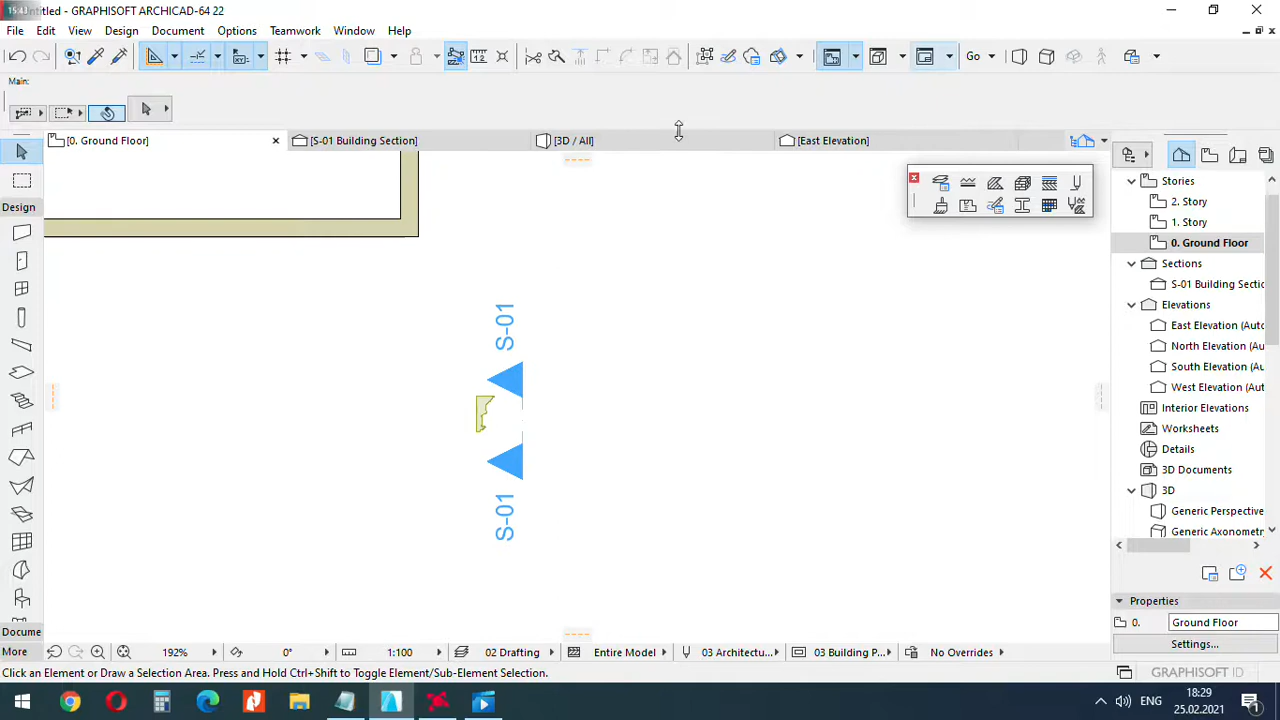 15:43
ntitled - GRAPHISOFT ARCHICAD-64 22
File Edit View Design Document Options Teamwork Window Help
Go
Main:
[0. Ground Floor]
[S-01 Building Section]
[3D / All]
[East Elevation]
Design
S-01
S-01
Stories
2. Story
1. Story
0. Ground Floor
Sections
S-01 Building Sectio
Elevations
East Elevation (Auto
North Elevation (Au
South Elevation (Au
West Elevation (Aut
Interior Elevations
Worksheets
Details
3D Documents
3D
Generic Perspective
Generic Axonometr
Properties
0.
Ground Floor
Settings...
Docume
More
192%
0°
1:100
02 Drafting
Entire Model
03 Architectu...
03 Building P...
No Overrides
Click an Element or Draw a Selection Area. Press and Hold Ctrl+Shift to Toggle Element/Sub-Element Selection.
GRAPHISOFT ID
ENG
18:29
25.02.2021